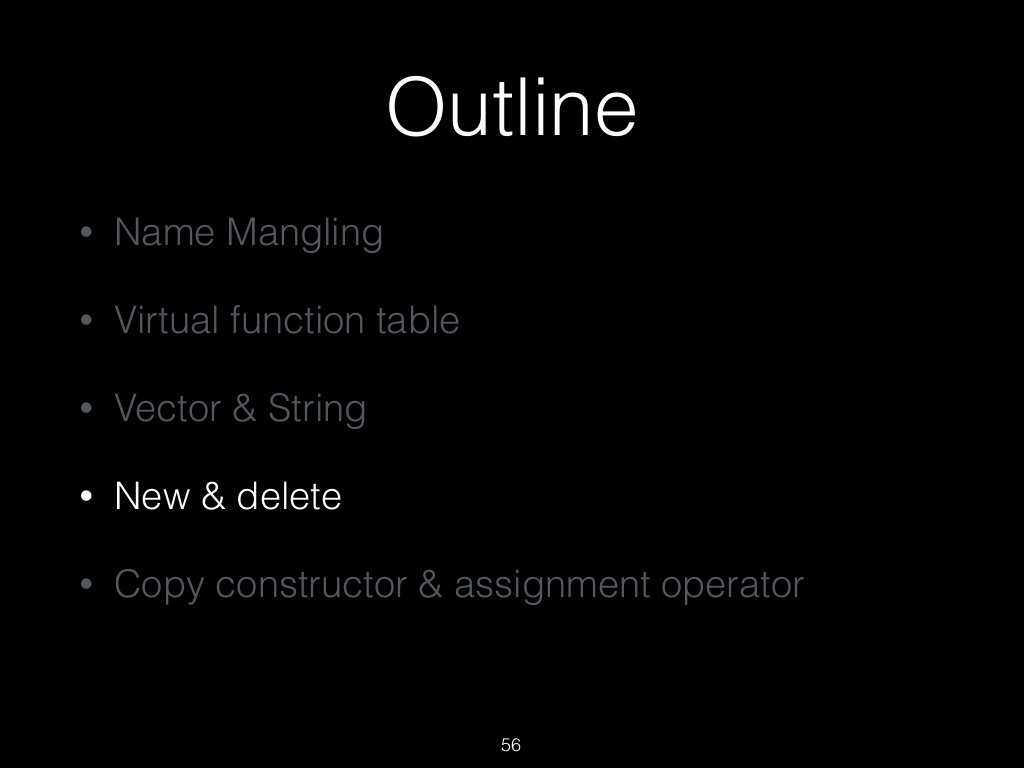 Outline
• Name Mangling
• Virtual function table
• Vector & String
• New & delete
• Copy constructor & assignment operator
56